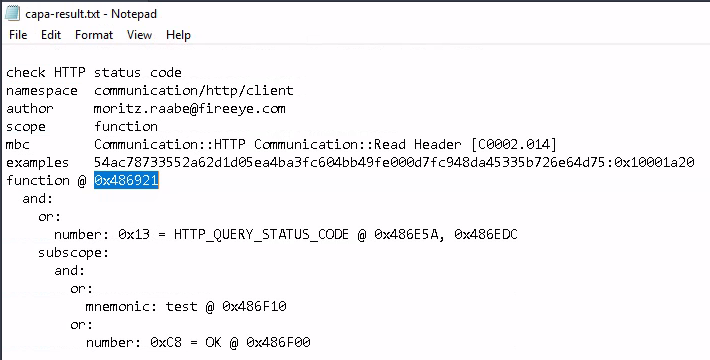 capa-result.txt - Notepad
File Edit Format View Help
check HTTP status code
namespace communication/http/client
author moritz.raabe@fireeye.com
scope function
mbc Communication::HTTP Communication::Read Header [C0002.014]
examples 54ac78733552a62d1d05ea4ba3fc604bb49fe000d7fc948da45335b726e64d75:0x10001a20
function @ 0x486921
and:
or:
number: 0x13 = HTTP_QUERY_STATUS_CODE @ 0x486E5A, 0x486EDC
subscope:
and:
or:
mnemonic: test @ 0x486F10
or:
number: 0xC8 = OK @ 0x486F00